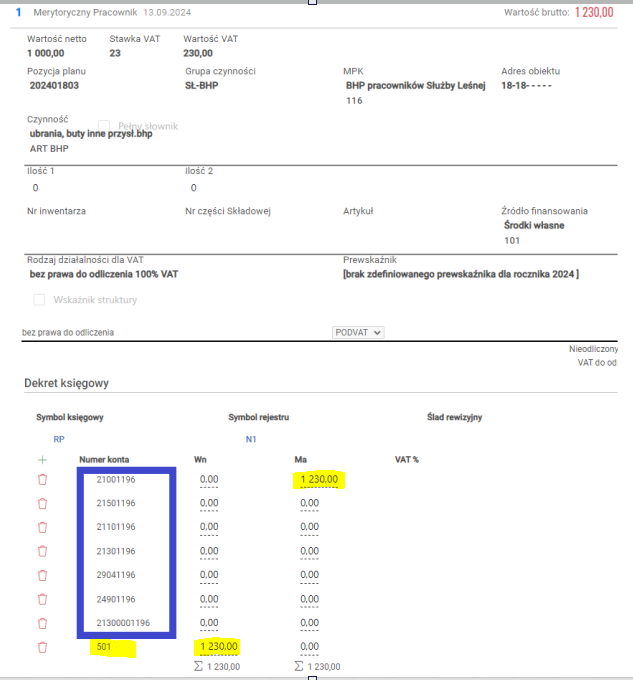 1 Merytoryczny Pracownik 13.09.2024 Wartość brutto: 1 230,00
Wartość netto Stawka VAT Wartość VAT
1 000,00 23 230,00
Pozycja planu Grupa czynności MPK Adres obiektu
202401803 SŁ-BHP BHP pracowników Służby Leśnej 18-18- - - - -
116
Czynność
Pełny słownik
ubrania, buty inne przysł.bhp
ART BHP
Ilość 1 Ilość 2
0 0
Nr inwentarza Nr części Składowej Artykuł Źródło finansowania
Środki własne
101
Rodzaj działalności dla VAT Prewskaźnik
bez prawa do odliczenia 100% VAT [brak zdefiniowanego prewskaźnika dla rocznika 2024 ]
Wskaźnik struktury
bez prawa do odliczenia PODVAT
Nieodliczony
VAT do od
Dekret księgowy
Symbol księgowy Symbol rejestru Ślad rewizyjny
RP N1
+ Numer konta Wn Ma VAT %
21001196 0,00 1 230,00
21501196 0,00 0,00
21101196 0,00 0,00
21301196 0,00 0,00
29041196 0,00 0,00
24901196 0,00 0,00
21300001196 0,00 0,00
501 1 230,00 0,00
Σ 1 230,00 Σ 1 230,00